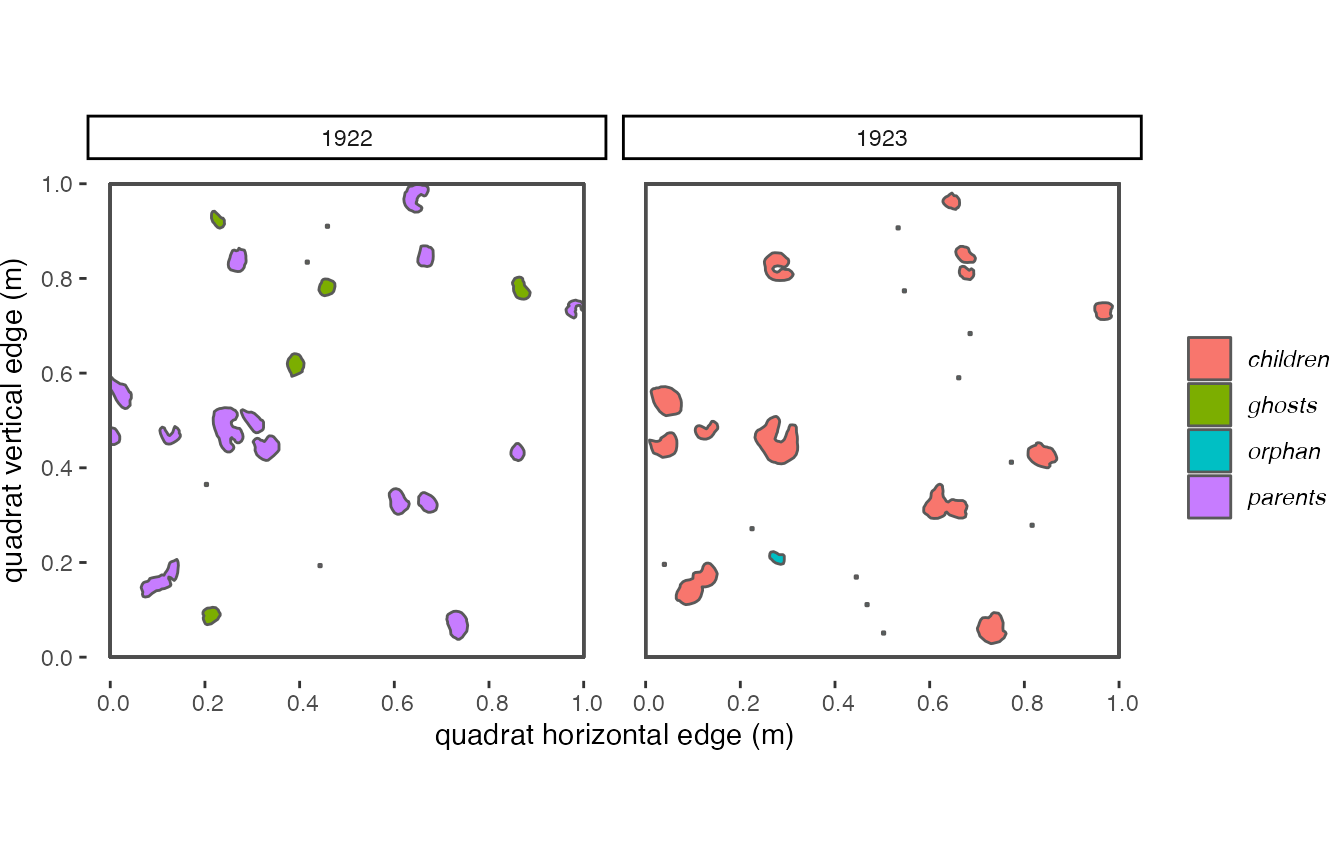 1922 1923
quadrat vertical edge (m)
1.0
0.8
0.6
0.4
0.2
0.0
0.0 0.2 0.4 0.6 0.8 1.0 0.0 0.2 0.4 0.6 0.8 1.0
quadrat horizontal edge (m)
children
ghosts
orphan
parents